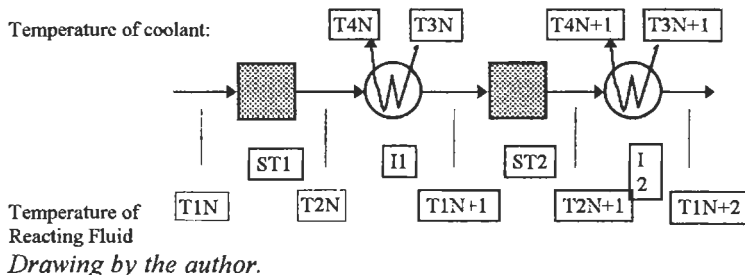 Temperature of coolant:
T4N T3N T4N+1 T3N+1
ST1 I1 ST2 I
2
T1N T2N T1N+1 T2N+1 T1N+2
Temperature of
Reacting Fluid
Drawing by the author.